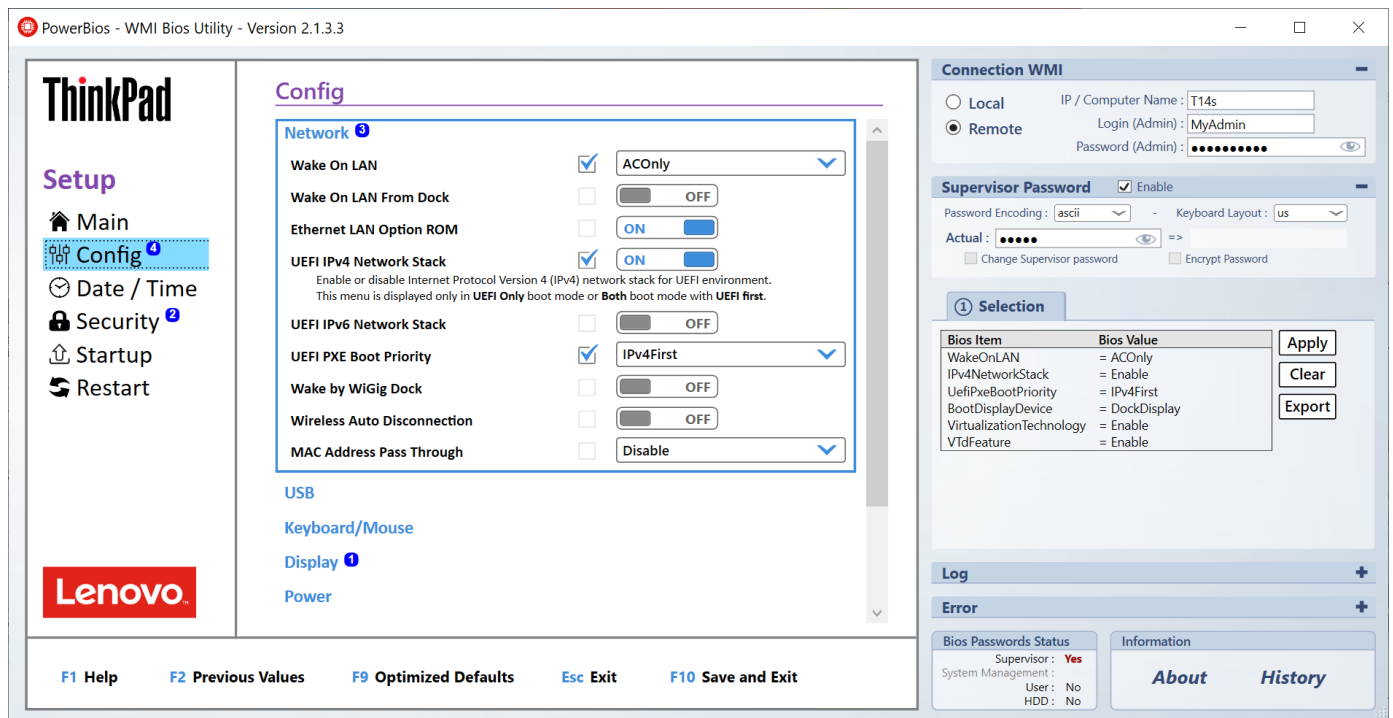 PowerBios - WMI Bios Utility - Version 2.1.3.3
ThinkPad
Setup
Main
Config 4
Date / Time
Security 2
Startup
Restart
Lenovo
Config
Network 3
Wake On LAN ACOnly
Wake On LAN From Dock OFF
Ethernet LAN Option ROM ON
UEFI IPv4 Network Stack ON
Enable or disable Internet Protocol Version 4 (IPv4) network stack for UEFI environment.
This menu is displayed only in UEFI Only boot mode or Both boot mode with UEFI first.
UEFI IPv6 Network Stack OFF
UEFI PXE Boot Priority IPv4First
Wake by WiGig Dock OFF
Wireless Auto Disconnection OFF
MAC Address Pass Through Disable
USB
Keyboard/Mouse
Display 1
Power
F1 Help F2 Previous Values F9 Optimized Defaults Esc Exit F10 Save and Exit
Connection WMI
Local IP / Computer Name : T14s
Remote Login (Admin) : MyAdmin
Password (Admin) : ●●●●●●●●●●
Supervisor Password Enable
Password Encoding : ascii - Keyboard Layout : us
Actual : ●●●●● =>
Change Supervisor password Encrypt Password
1 Selection
Bios Item Bios Value
WakeOnLAN = ACOnly
IPv4NetworkStack = Enable
UefiPxeBootPriority = IPv4First
BootDisplayDevice = DockDisplay
VirtualizationTechnology = Enable
VTdFeature = Enable
Apply
Clear
Export
Log
Error
Bios Passwords Status
Supervisor : Yes
System Management :
User : No
HDD : No
Information
About History